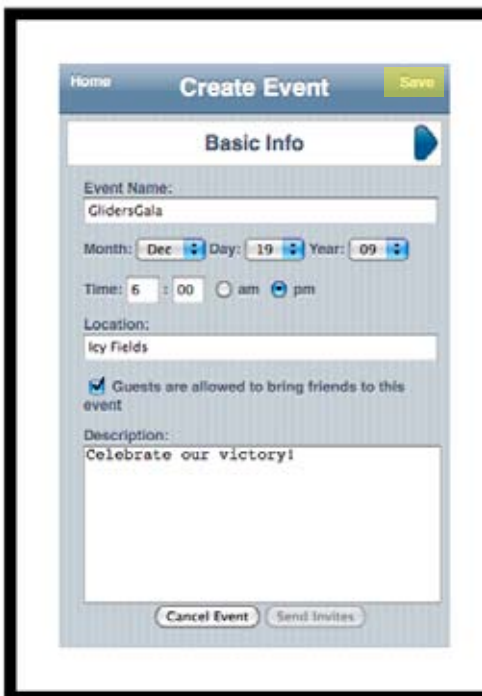 Home Create Event Save
Basic Info
Event Name:
GlidersGala
Month: Dec Day: 19 Year: 09
Time: 6 : 00 am pm
Location:
Icy Fields
Guests are allowed to bring friends to this
event
Description:
Celebrate our victory!
Cancel Event Send Invites